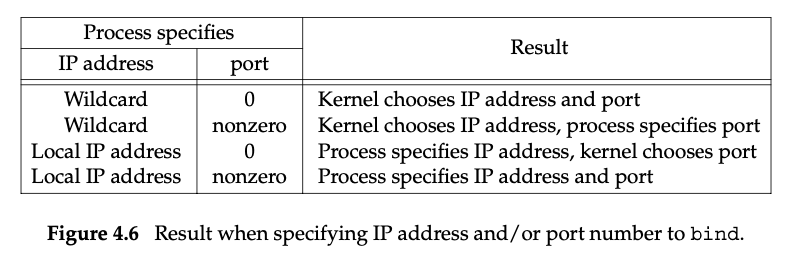 Process specifies
Result
IP address port
Wildcard 0 Kernel chooses IP address and port
Wildcard nonzero Kernel chooses IP address, process specifies port
Local IP address 0 Process specifies IP address, kernel chooses port
Local IP address nonzero Process specifies IP address and port
Figure 4.6 Result when specifying IP address and/or port number to bind.